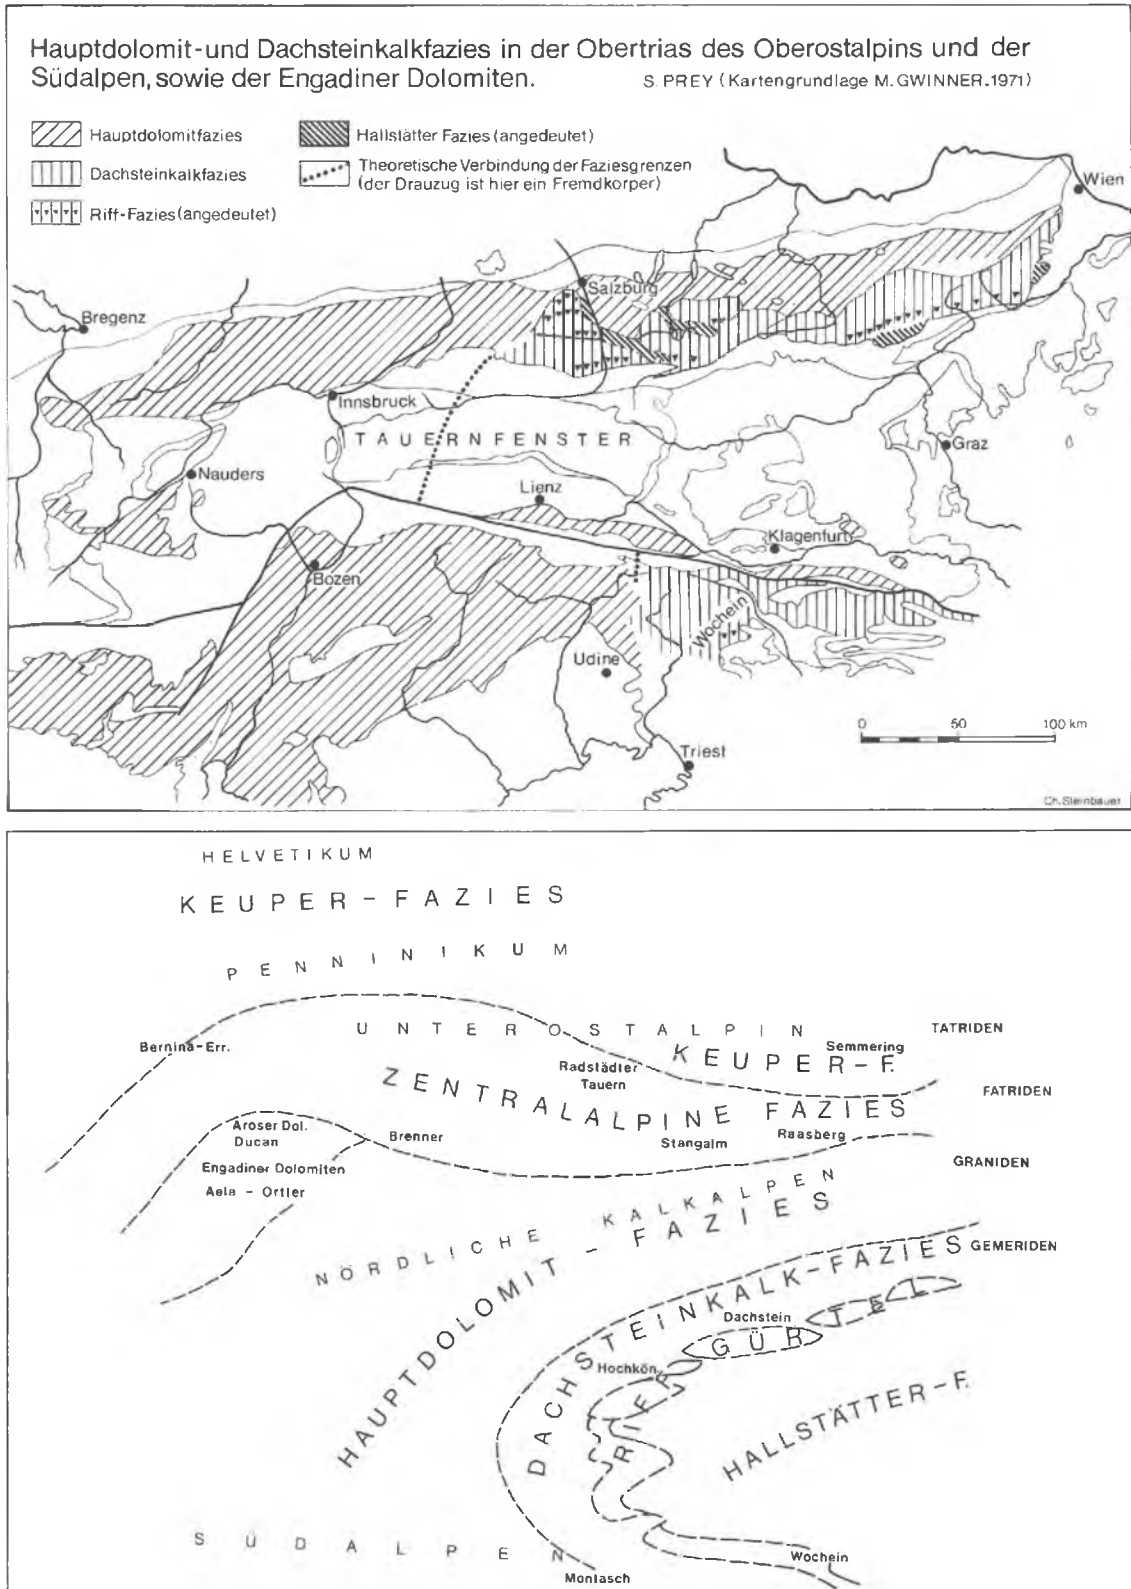 Hauptdolomit-und Dachsteinkalkfazies in der Obertrias des Oberostalpins und der
Südalpen, sowie der Engadiner Dolomiten.
S. PREY (Kartengrundlage M. GWINNER. 1971)
Hauptdolomitfazies
Dachsteinkalkfazies
Riff-Fazies (angedeutet)
Hallstätter Fazies (angedeutet)
Theoretische Verbindung der Faziesgrenzen
(der Drauzug ist hier ein Fremdkorper)
Wien
Salzburg
Bregenz
Innsbruck
TAUERNFENSTER
Graz
Nauders
Lienz
Klagenfurt
Bozen
Wochein
Udine
Triest
0 50 100 km
Ch. Steinbauer
HELVETIKUM
KEUPER-FAZIES
PENNINIKUM
UNTEROSTALPIN
TATRIDEN
Bernina-Err.
Semmering
KEUPER-F.
Radstädter
Tauern
ZENTRALALPINE FAZIES
FATRIDEN
Aroser Dol.
Ducan
Brenner
Stangalm
Raasberg
Engadiner Dolomiten
Aela - Ortler
GRANIDEN
NÖRDLICHE KALKALPEN
HAUPTDOLOMIT-FAZIES
DACHSTEINKALK-FAZIES
GEMERIDEN
Dachstein
Hochkön.
RIFF GÜRTEL
HALLSTÄTTER-F.
SÜDALPEN
Wochein
Montasch